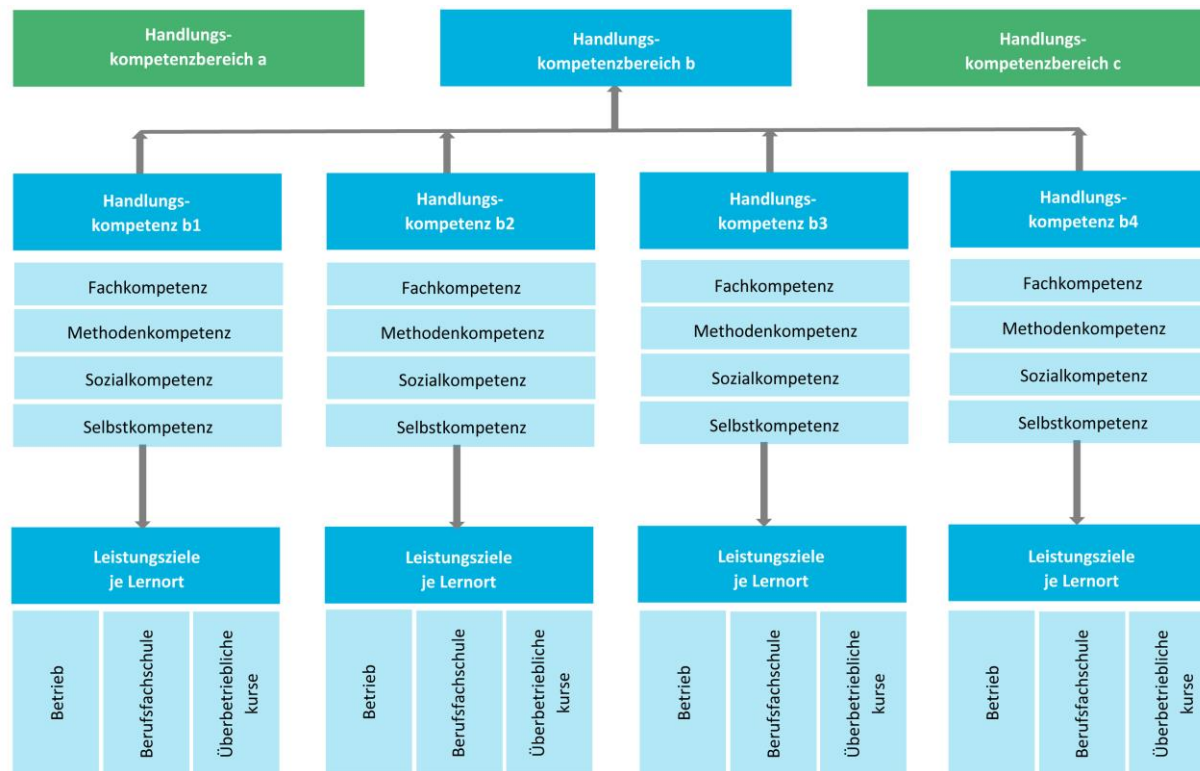 Handlungs-
kompetenzbereich a
Handlungs-
kompetenzbereich b
Handlungs-
kompetenzbereich c
Handlungs-
kompetenz b1
Handlungs-
kompetenz b2
Handlungs-
kompetenz b3
Handlungs-
kompetenz b4
Fachkompetenz
Fachkompetenz
Fachkompetenz
Fachkompetenz
Methodenkompetenz
Methodenkompetenz
Methodenkompetenz
Methodenkompetenz
Sozialkompetenz
Sozialkompetenz
Sozialkompetenz
Sozialkompetenz
Selbstkompetenz
Selbstkompetenz
Selbstkompetenz
Selbstkompetenz
Leistungsziele
je Lernort
Leistungsziele
je Lernort
Leistungsziele
je Lernort
Leistungsziele
je Lernort
Betrieb
Berufsfachschule
Überbetriebliche
kurse
Betrieb
Berufsfachschule
Überbetriebliche
kurse
Betrieb
Berufsfachschule
Überbetriebliche
kurse
Betrieb
Berufsfachschule
Überbetriebliche
kurse